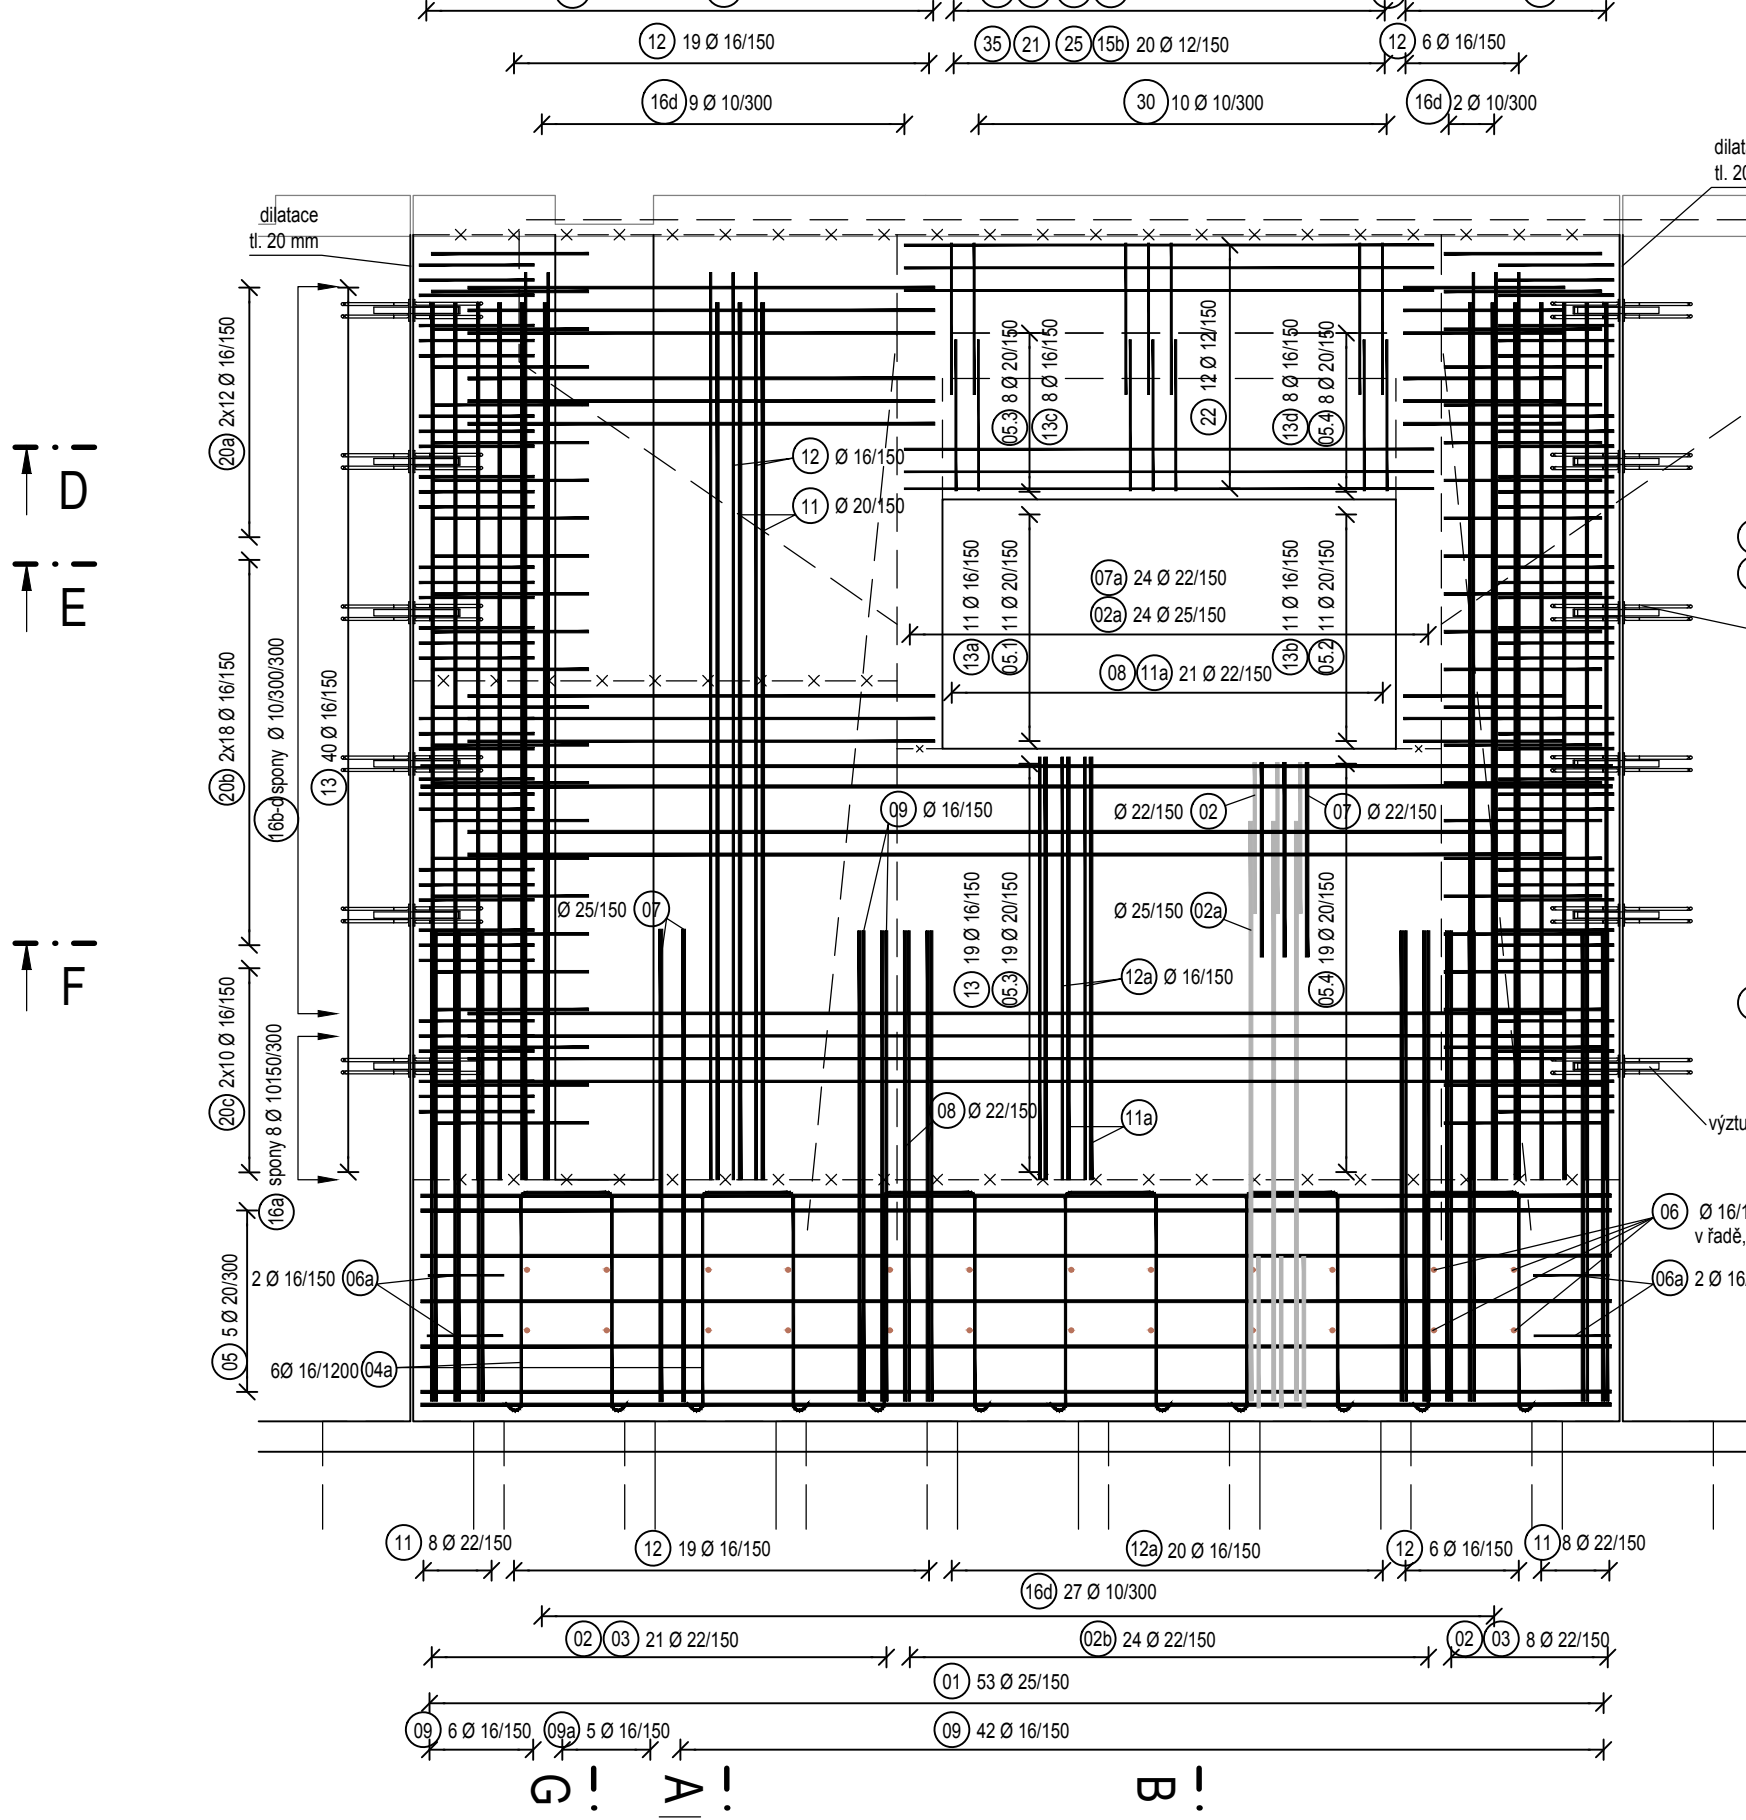 12 19 Ø 16/150
35 21 25 15b 20 Ø 12/150
12 6 Ø 16/150
16d 9 Ø 10/300
30 10 Ø 10/300
16d 2 Ø 10/300
dilatace
tl. 20 mm
dilat
tl. 20
20a 2x12 Ø 16/150
20b 2x18 Ø 16/150
20c 2x10 Ø 16/150
16b-d spony Ø 10/300/300
13 40 Ø 16/150
16a spony 8 Ø 10150/300
05 5 Ø 20/300
D
E
F
05.3 8 Ø 20/150
13c 8 Ø 16/150
22 12 Ø 12/150
13d 8 Ø 16/150
05.4 8 Ø 20/150
12 Ø 16/150
11 Ø 20/150
13a 11 Ø 16/150
05.1 11 Ø 20/150
07a 24 Ø 22/150
02a 24 Ø 25/150
08 11a 21 Ø 22/150
13b 11 Ø 16/150
05.2 11 Ø 20/150
09 Ø 16/150
Ø 22/150 02
07 Ø 22/150
Ø 25/150 07
Ø 25/150 02a
13 19 Ø 16/150
05.3 19 Ø 20/150
12a Ø 16/150
05.4 19 Ø 20/150
08 Ø 22/150
11a
výztu
06 Ø 16/1
v řadě,
2 Ø 16/150 06a
06a 2 Ø 16
6Ø 16/1200 04a
11 8 Ø 22/150
12 19 Ø 16/150
12a 20 Ø 16/150
12 6 Ø 16/150
11 8 Ø 22/150
16d 27 Ø 10/300
02 03 21 Ø 22/150
02b 24 Ø 22/150
02 03 8 Ø 22/150
01 53 Ø 25/150
09 6 Ø 16/150
09a 5 Ø 16/150
09 42 Ø 16/150
G
A
B